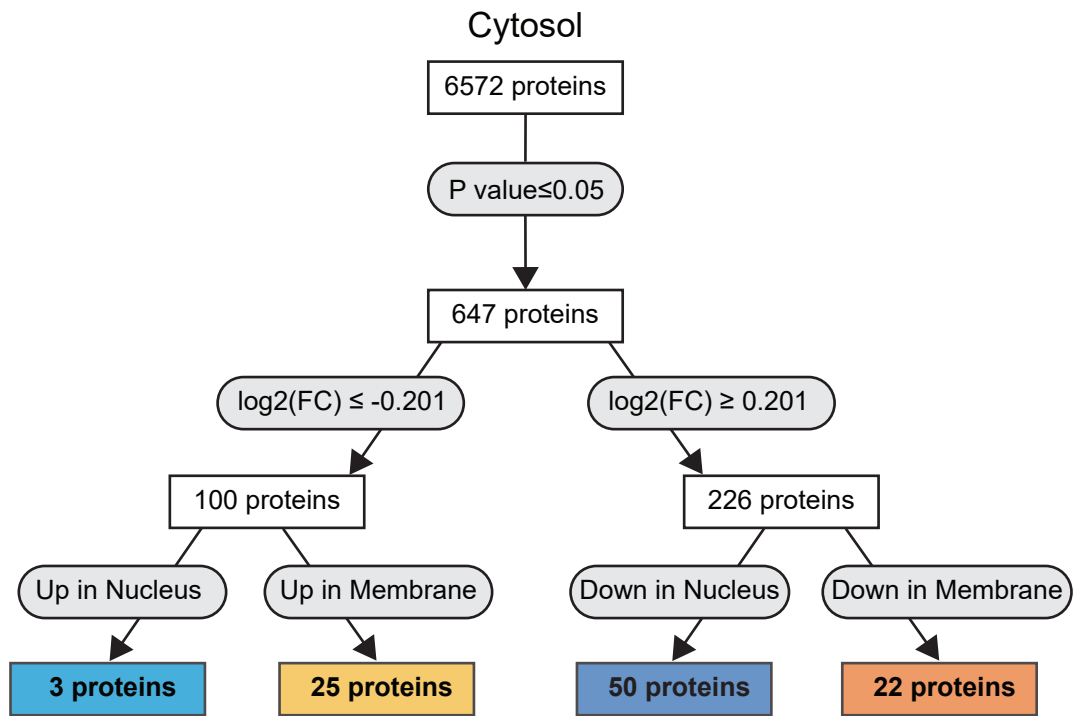 Cytosol
6572 proteins
P value≤0.05
647 proteins
log2(FC) ≤ -0.201
log2(FC) ≥ 0.201
100 proteins
226 proteins
Up in Nucleus
Up in Membrane
Down in Nucleus
Down in Membrane
3 proteins
25 proteins
50 proteins
22 proteins